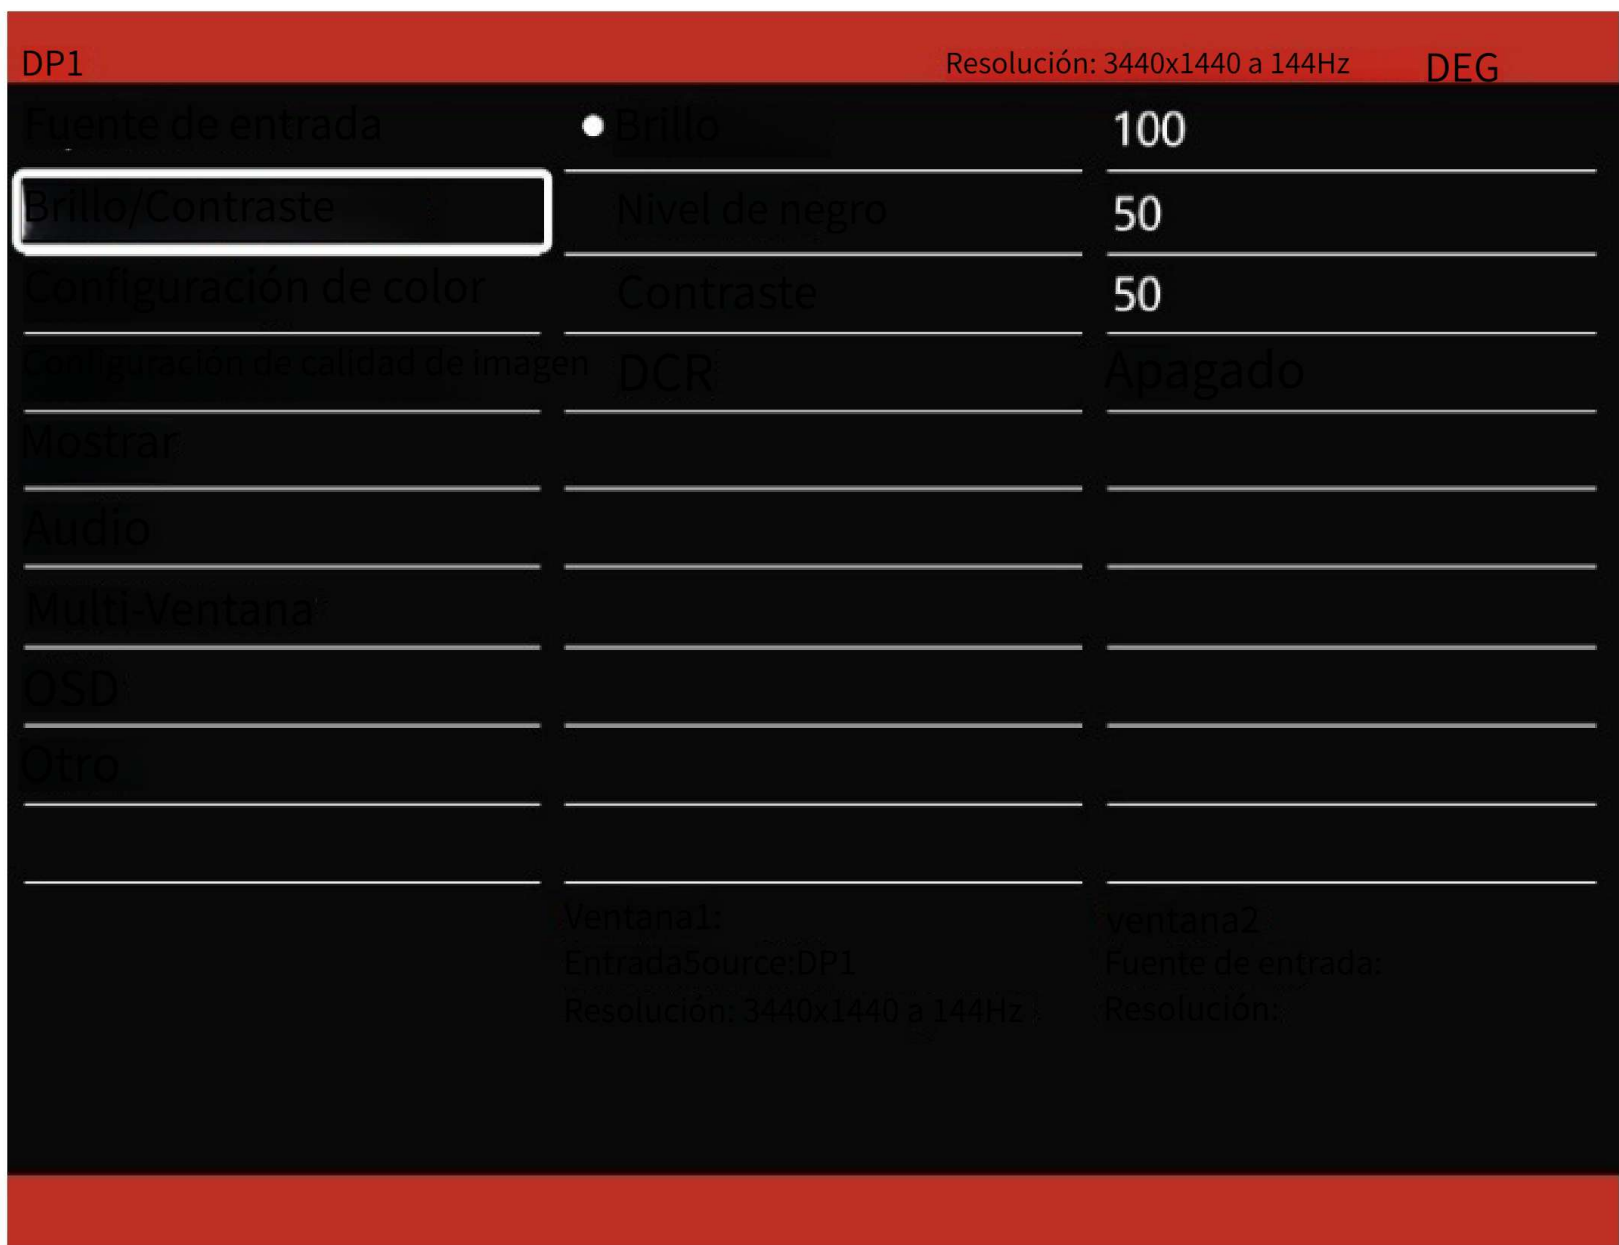 DP1 Resolución: 3440x1440 a 144Hz DEG
Fuente de entrada Brillo 100
Brillo/Contraste Nivel de negro 50
Configuración de color Contraste 50
Configuración de calidad de imagen DCR Apagado
Mostrar
Audio
Multi-Ventana
OSD
Otro
Ventana1: ventana2
EntradaSource:DP1 Fuente de entrada:
Resolución: 3440x1440 a 144Hz Resolución: